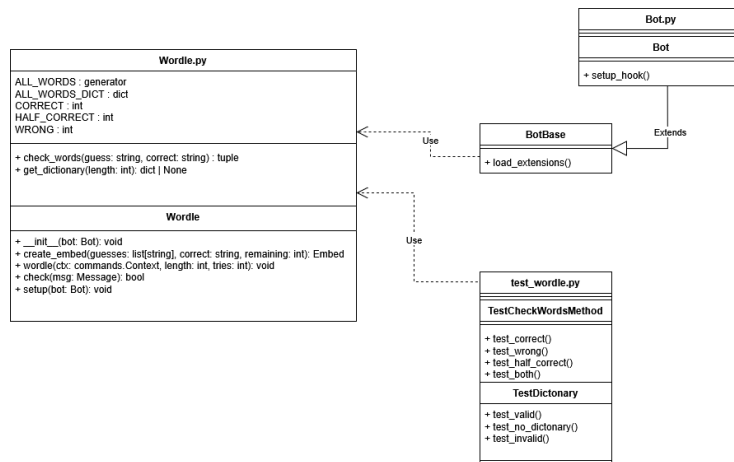 Bot.py
Bot
+ setup_hook()
Wordle.py
ALL_WORDS : generator
ALL_WORDS_DICT : dict
CORRECT : int
HALF_CORRECT : int
WRONG : int
+ check_words(guess: string, correct: string) : tuple
+ get_dictionary(length: int): dict | None
Wordle
+ __init__(bot: Bot): void
+ create_embed(guesses: list[string], correct: string, remaining: int): Embed
+ wordle(ctx: commands.Context, length: int, tries: int): void
+ check(msg: Message): bool
+ setup(bot: Bot): void
Use
BotBase
+ load_extensions()
Extends
Use
test_wordle.py
TestCheckWordsMethod
+ test_correct()
+ test_wrong()
+ test_half_correct()
+ test_both()
TestDictonary
+ test_valid()
+ test_no_dictonary()
+ test_invalid()